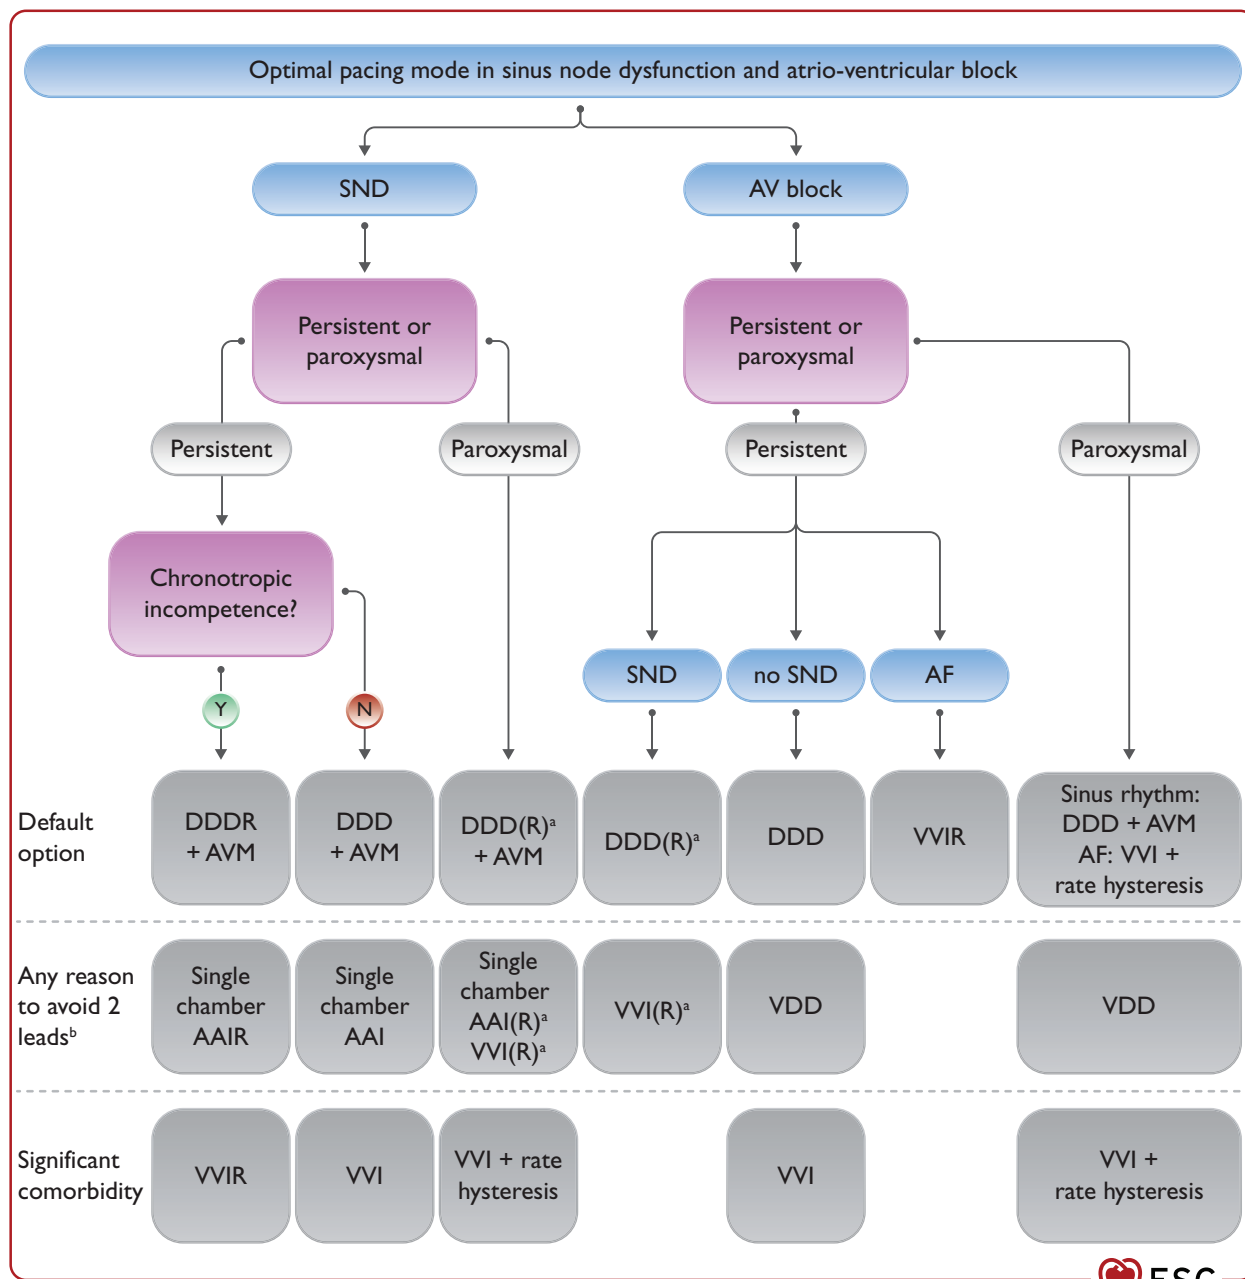 Optimal pacing mode in sinus node dysfunction and atrio-ventricular block
SND
AV block
Persistent or
paroxysmal
Persistent or
paroxysmal
Persistent
Paroxysmal
Persistent
Paroxysmal
Chronotropic
incompetence?
SND
no SND
AF
Y
N
Default
option
DDDR
+ AVM
DDD
+ AVM
DDD(R)ᵃ
+ AVM
DDD(R)ᵃ
DDD
VVIR
Sinus rhythm:
DDD + AVM
AF: VVI +
rate hysteresis
Any reason
to avoid 2
leadsᵇ
Single
chamber
AAIR
Single
chamber
AAI
Single
chamber
AAI(R)ᵃ
VVI(R)ᵃ
VVI(R)ᵃ
VDD
VDD
Significant
comorbidity
VVIR
VVI
VVI + rate
hysteresis
VVI
VVI +
rate hysteresis
ESC